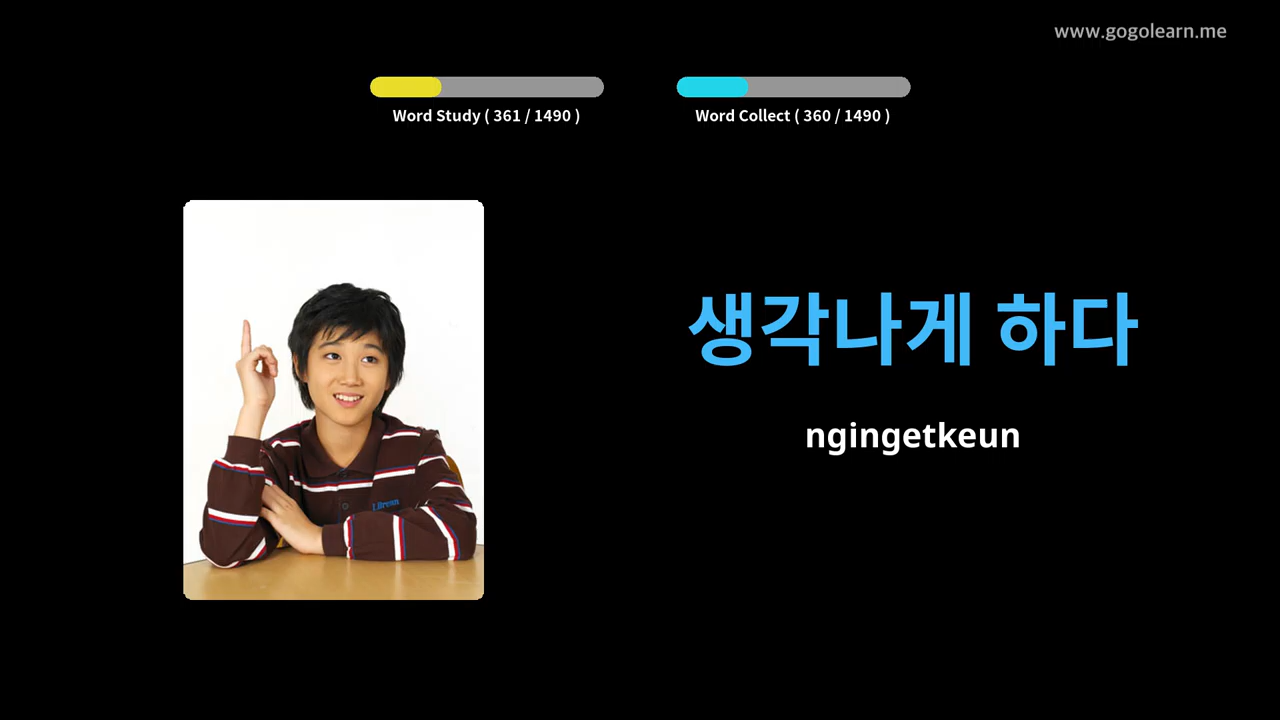 www.gogolearn.me
Word Study ( 361 / 1490 )
Word Collect ( 360 / 1490 )
생각나게 하다
ngingetkeun